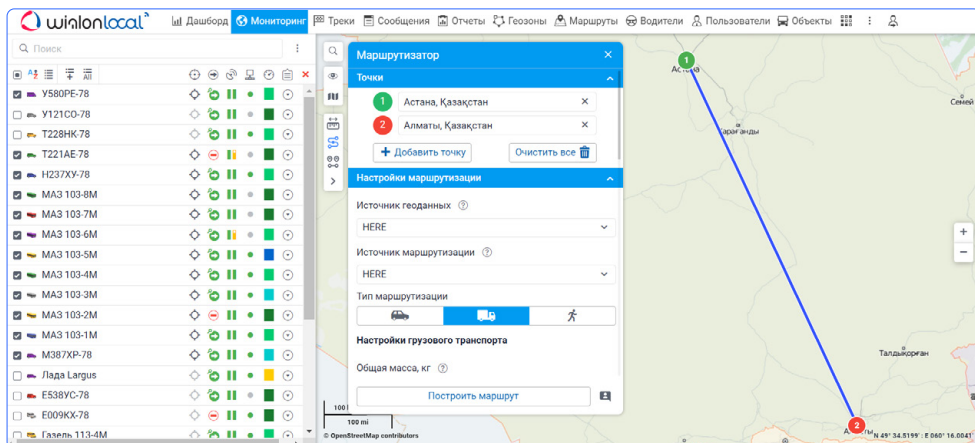 wialonlocal
Дашборд Мониторинг Треки Сообщения Отчеты Геозоны Маршруты Водители Пользователи Объекты
Поиск
У580РЕ-78
У121СО-78
Т228НК-78
Т221АЕ-78
Н237ХУ-78
МАЗ 103-8М
МАЗ 103-7М
МАЗ 103-6М
МАЗ 103-5М
МАЗ 103-4М
МАЗ 103-3М
МАЗ 103-2М
МАЗ 103-1М
М387ХР-78
Лада Largus
Е538УС-78
Е009КХ-78
Газель 113-4М
Маршрутизатор
Точки
1 Астана, Қазақстан
2 Алматы, Қазақстан
Добавить точку Очистить все
Настройки маршрутизации
Источник геоданных
HERE
Источник маршрутизации
HERE
Тип маршрутизации
Настройки грузового транспорта
Общая масса, кг
Построить маршрут
1
Семей
Қарағанды
Талдықорған
2
100 mi
© OpenStreetMap contributors
N 49° 34.5199' : E 060° 16.0041'